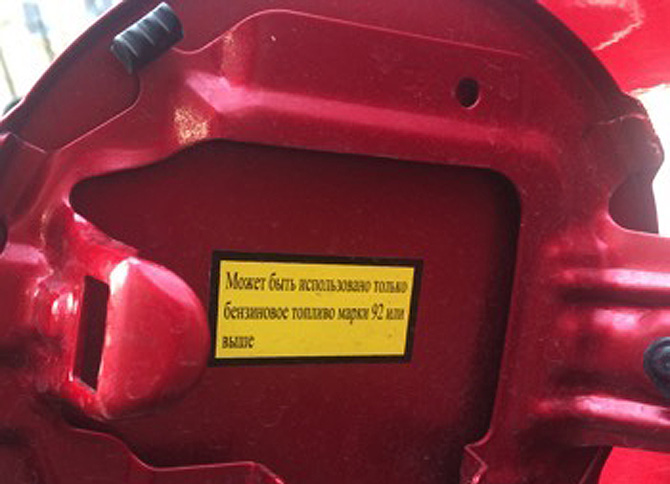 Может быть использовано только
бензиновое топливо марки 92 или
выше